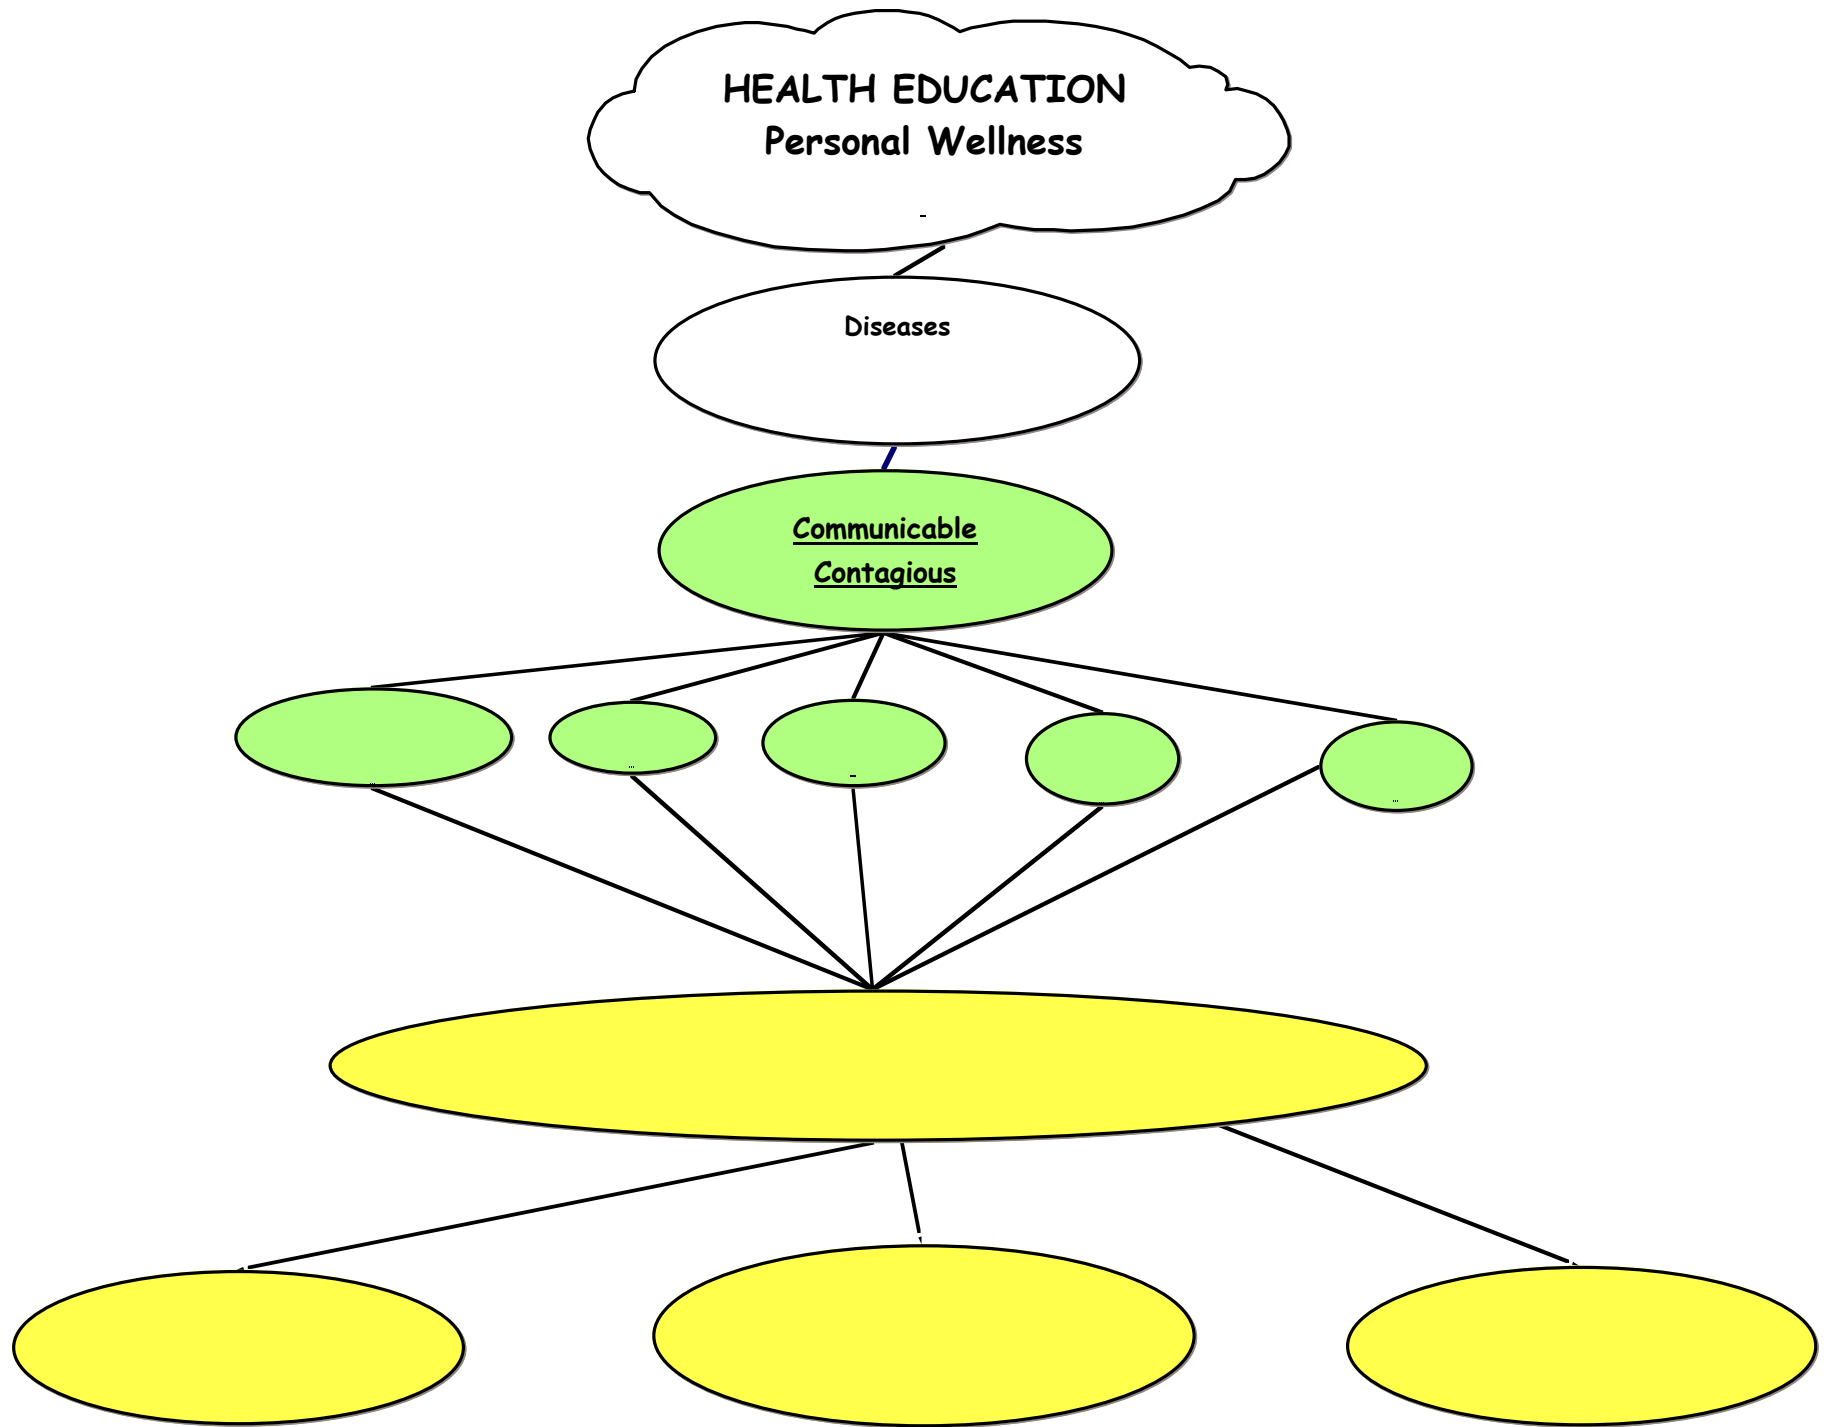 HEALTH EDUCATION
Personal Wellness
Diseases
Communicable
Contagious